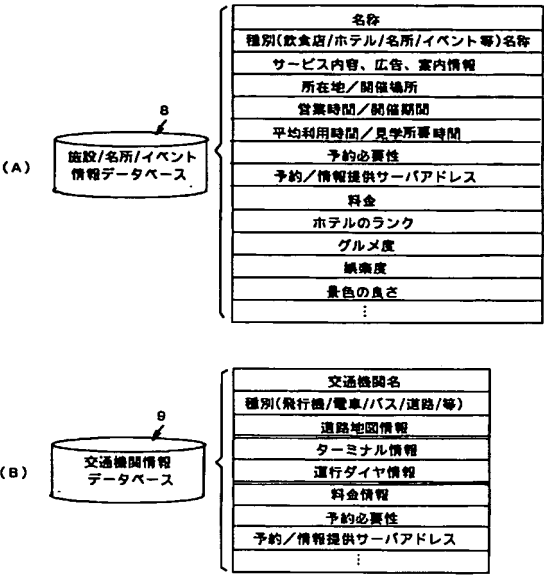 (A)
8
施設/名所/イベント
情報データベース
名称
種別(飲食店/ホテル/名所/イベント等)名称
サービス内容、広告、案内情報
所在地/開催場所
営業時間/開催期間
平均利用時間/見学所要時間
予約必要性
予約/情報提供サーバアドレス
料金
ホテルのランク
グルメ度
娯楽度
景色の良さ
⋮
(B)
9
交通機関情報
データベース
交通機関名
種別(飛行機/電車/バス/道路/等)
道路地図情報
ターミナル情報
運行ダイヤ情報
料金情報
予約必要性
予約/情報提供サーバアドレス
⋮